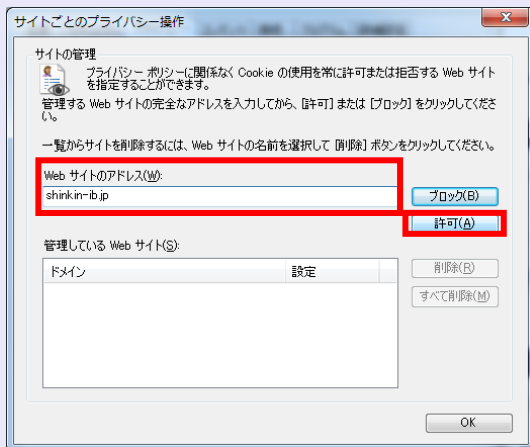 サイトごとのプライバシー操作
サイトの管理
プライバシー ポリシーに関係なく Cookie の使用を常に許可または拒否する Web サイト
を指定することができます。
管理する Web サイトの完全なアドレスを入力してから、[許可] または [ブロック] をクリックしてくださ
い。
一覧からサイトを削除するには、Web サイトの名前を選択して [削除] ボタンをクリックしてください。
Web サイトのアドレス(W):
shinkin-ib.jp
ブロック(B)
許可(A)
管理している Web サイト(S):
ドメイン 設定
削除(R)
すべて削除(M)
OK